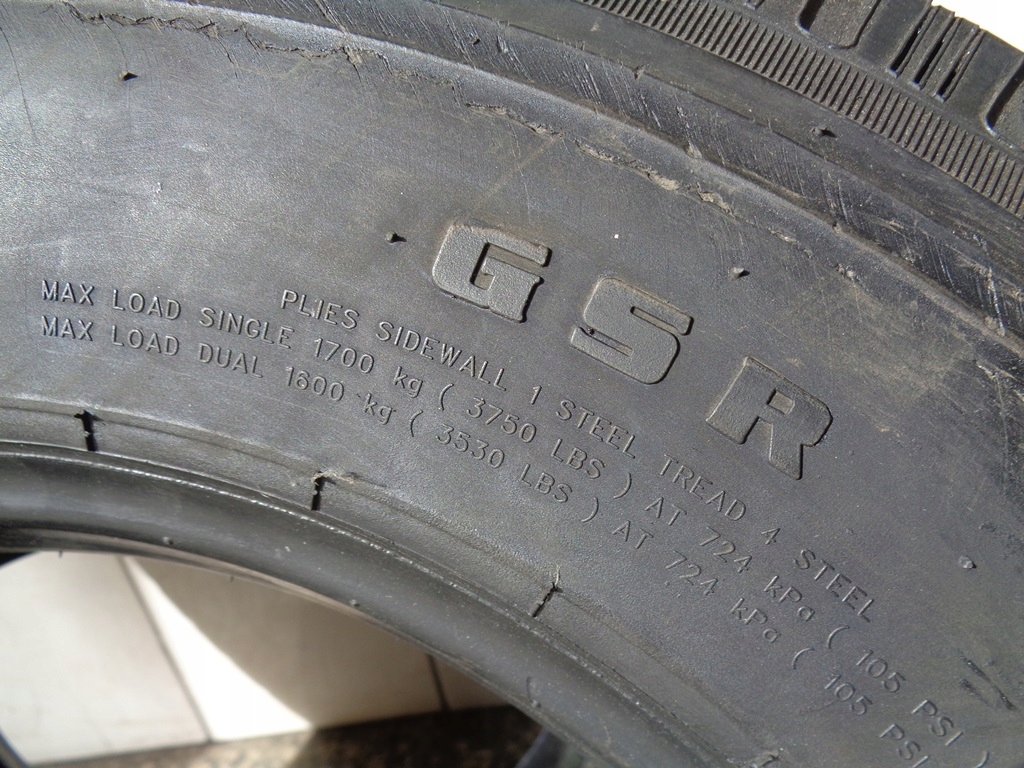 GSR
PLIES SIDEWALL 1 STEEL TREAD 4 STEEL
MAX LOAD SINGLE 1700 kg ( 3750 LBS ) AT 724 kPa ( 105 PSI )
MAX LOAD DUAL 1600 kg ( 3530 LBS ) AT 724 kPa ( 105 PSI